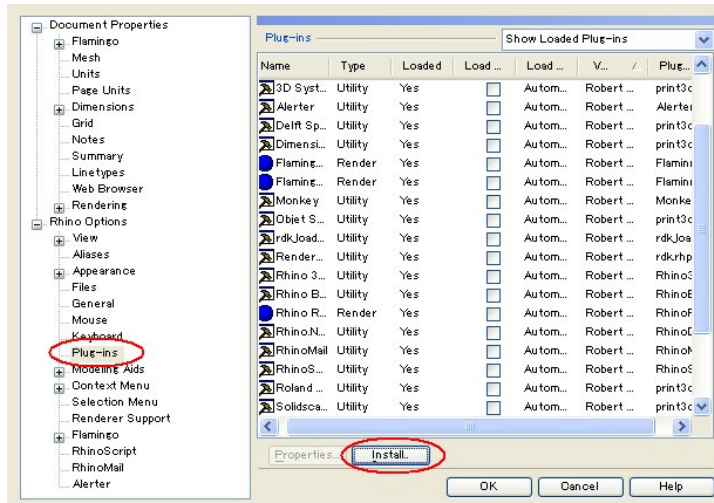 Document Properties
Flamingo
Mesh
Units
Page Units
Dimensions
Grid
Notes
Summary
Linetypes
Web Browser
Rendering
Rhino Options
View
Aliases
Appearance
Files
General
Mouse
Keyboard
Plug-ins
Modeling Aids
Context Menu
Selection Menu
Renderer Support
Flamingo
RhinoScript
RhinoMail
Alerter
Plug-ins
Show Loaded Plug-ins
Name Type Loaded Load ... Load ... V... Plug...
3D Syst... Utility Yes Autom... Robert ... print3d
Alerter Utility Yes Autom... Robert ... Alerter
Delft Sp... Utility Yes Autom... Robert ... print3d
Dimensi... Utility Yes Autom... Robert ... print3d
Flaming... Render Yes Autom... Robert ... Flamin
Flaming... Render Yes Autom... Robert ... Flamin
Monkey Utility Yes Autom... Robert ... Monke
Objet S... Utility Yes Autom... Robert ... print3d
rdk_load... Utility Yes Autom... Robert ... rdk_loa
Render... Utility Yes Autom... Robert ... rdk.rhp
Rhino 3... Utility Yes Autom... Robert ... Rhino3
Rhino B... Utility Yes Autom... Robert ... RhinoB
Rhino R... Render Yes Autom... Robert ... RhinoR
Rhino.N... Utility Yes Autom... Robert ... RhinoD
RhinoMail Utility Yes Autom... Robert ... RhinoM
RhinoS... Utility Yes Autom... Robert ... RhinoS
Roland ... Utility Yes Autom... Robert ... print3d
Solidsca... Utility Yes Autom... Robert ... print3d
Properties... Install..
OK Cancel Help